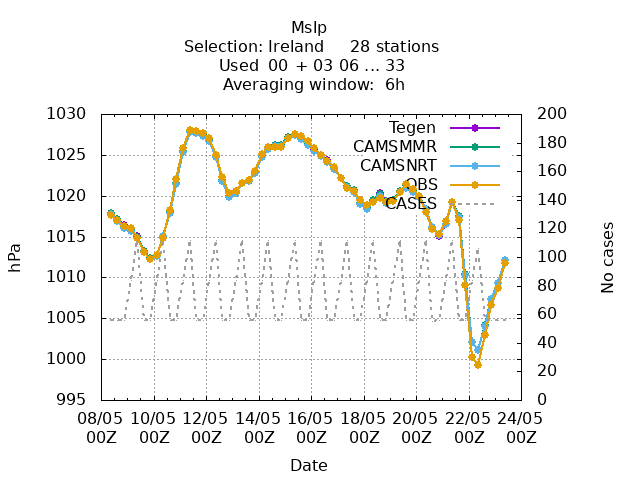 Mslp
Selection: Ireland 28 stations
Used 00 + 03 06 ... 33
Averaging window: 6h
1030
1025
1020
1015
1010
1005
1000
995
hPa
Tegen
CAMSMMR
CAMSNRT
OBS
CASES
200
180
160
140
120
100
80
60
40
20
0
No cases
08/05 10/05 12/05 14/05 16/05 18/05 20/05 22/05 24/05
00Z 00Z 00Z 00Z 00Z 00Z 00Z 00Z 00Z
Date